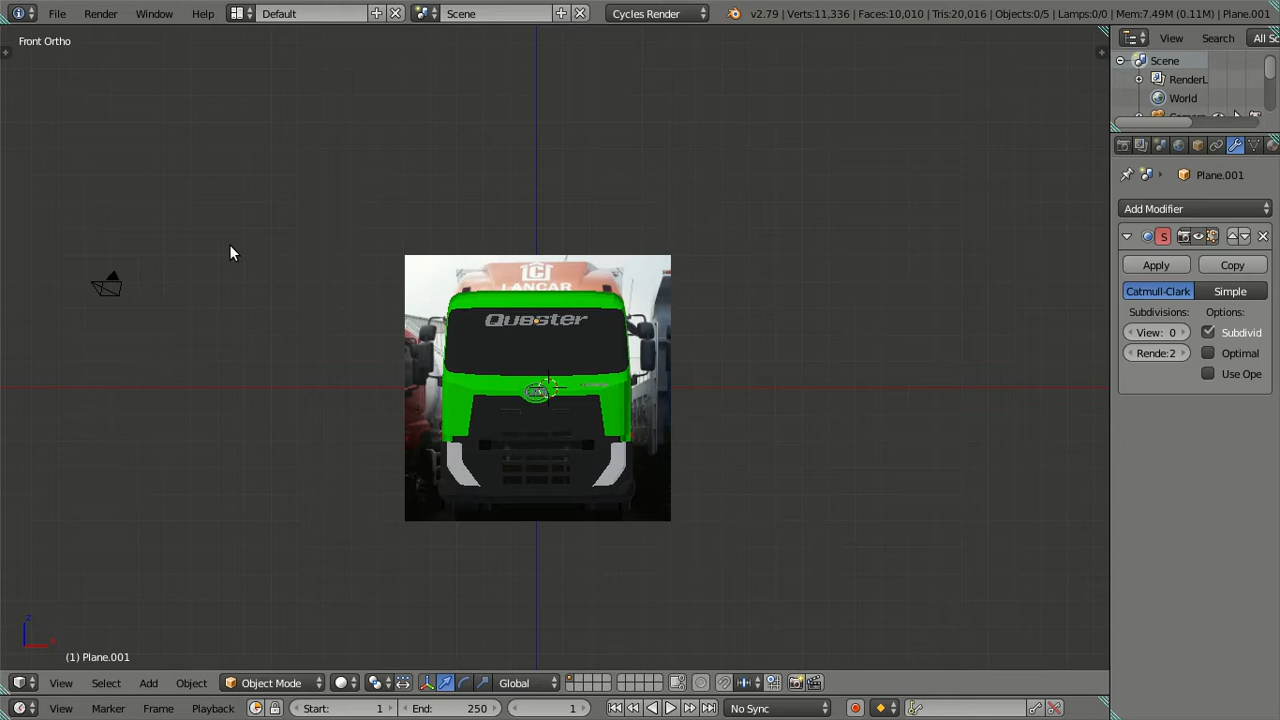 File Render Window Help Default Scene Cycles Render v2.79 | Verts:11,336 | Faces:10,010 | Tris:20,016 | Objects:0/5 | Lamps:0/0 | Mem:7.49M (0.11M) | Plane.001
Front Ortho
View Search All Sc
Scene
RenderL
World
LANCAR
Quester
Plane.001
Add Modifier
S
Apply Copy
Catmull-Clark Simple
Subdivisions: Options:
View: 0 Subdivid
Rende:2 Optimal
Use Ope
z
x
(1) Plane.001
View Select Add Object Object Mode Global
View Marker Frame Playback Start: 1 End: 250 1 No Sync